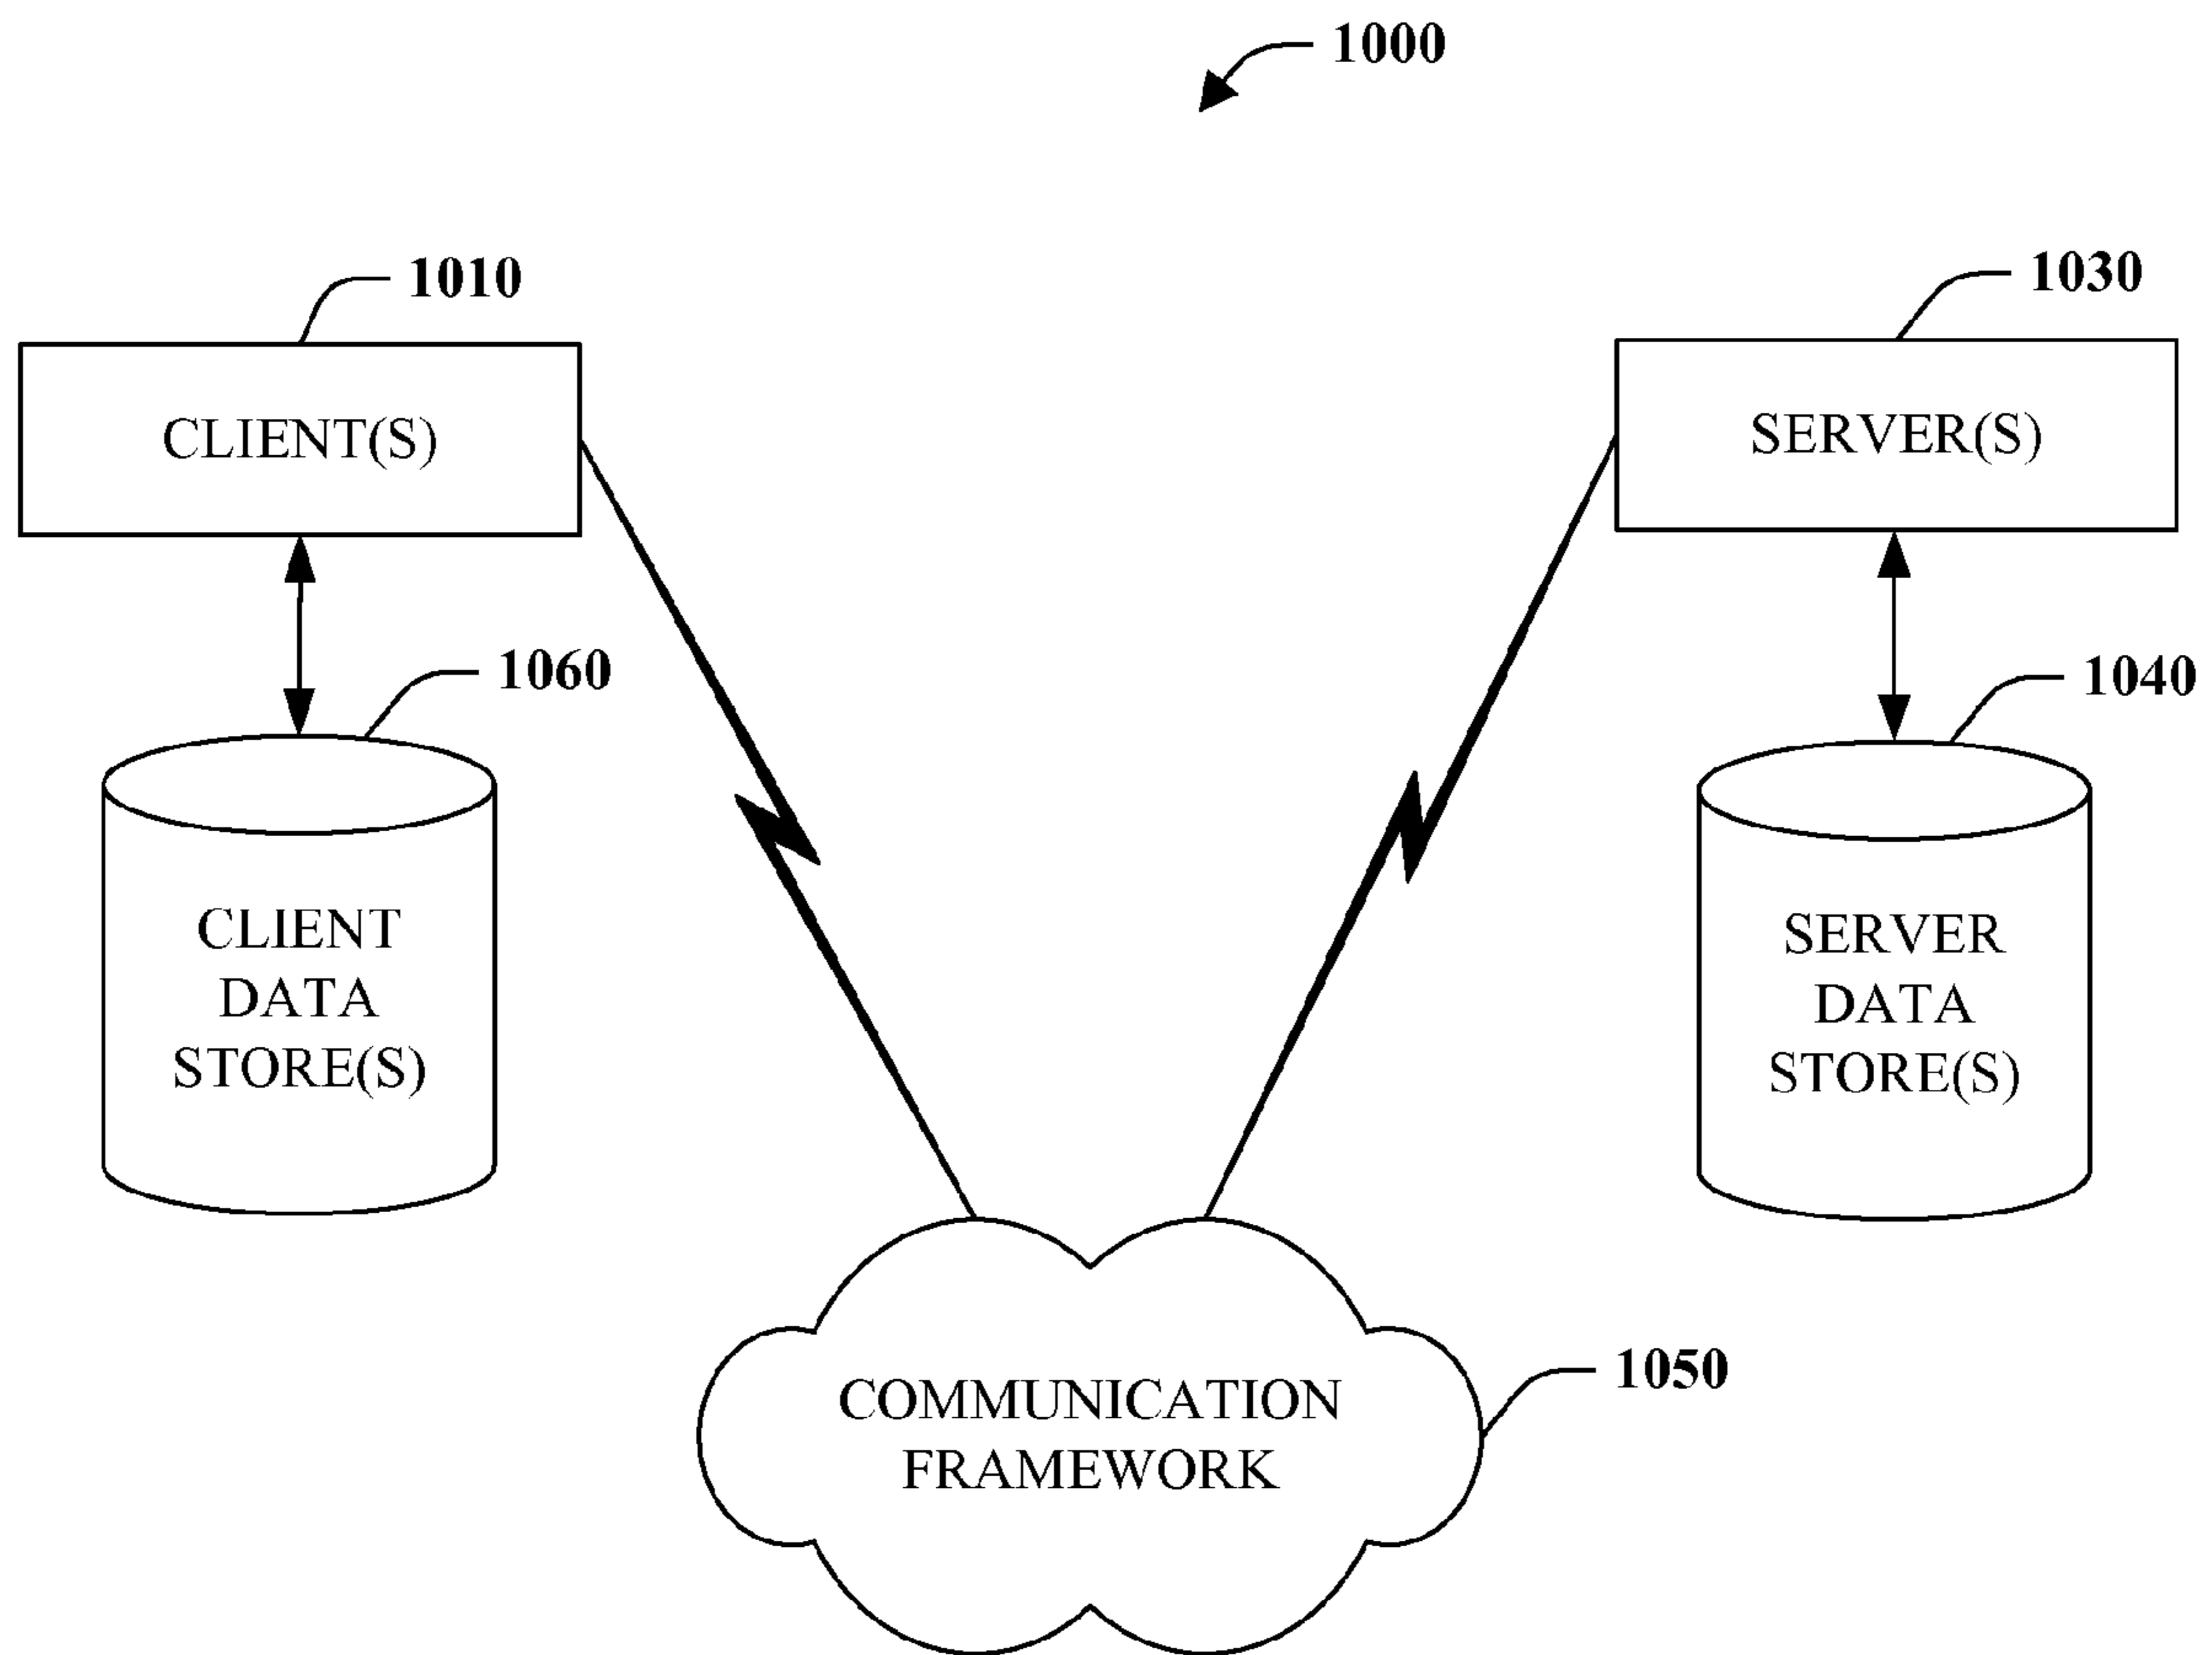 1000
1010
1030
CLIENT(S)
SERVER(S)
1060
1040
CLIENT
DATA
STORE(S)
SERVER
DATA
STORE(S)
1050
COMMUNICATION
FRAMEWORK